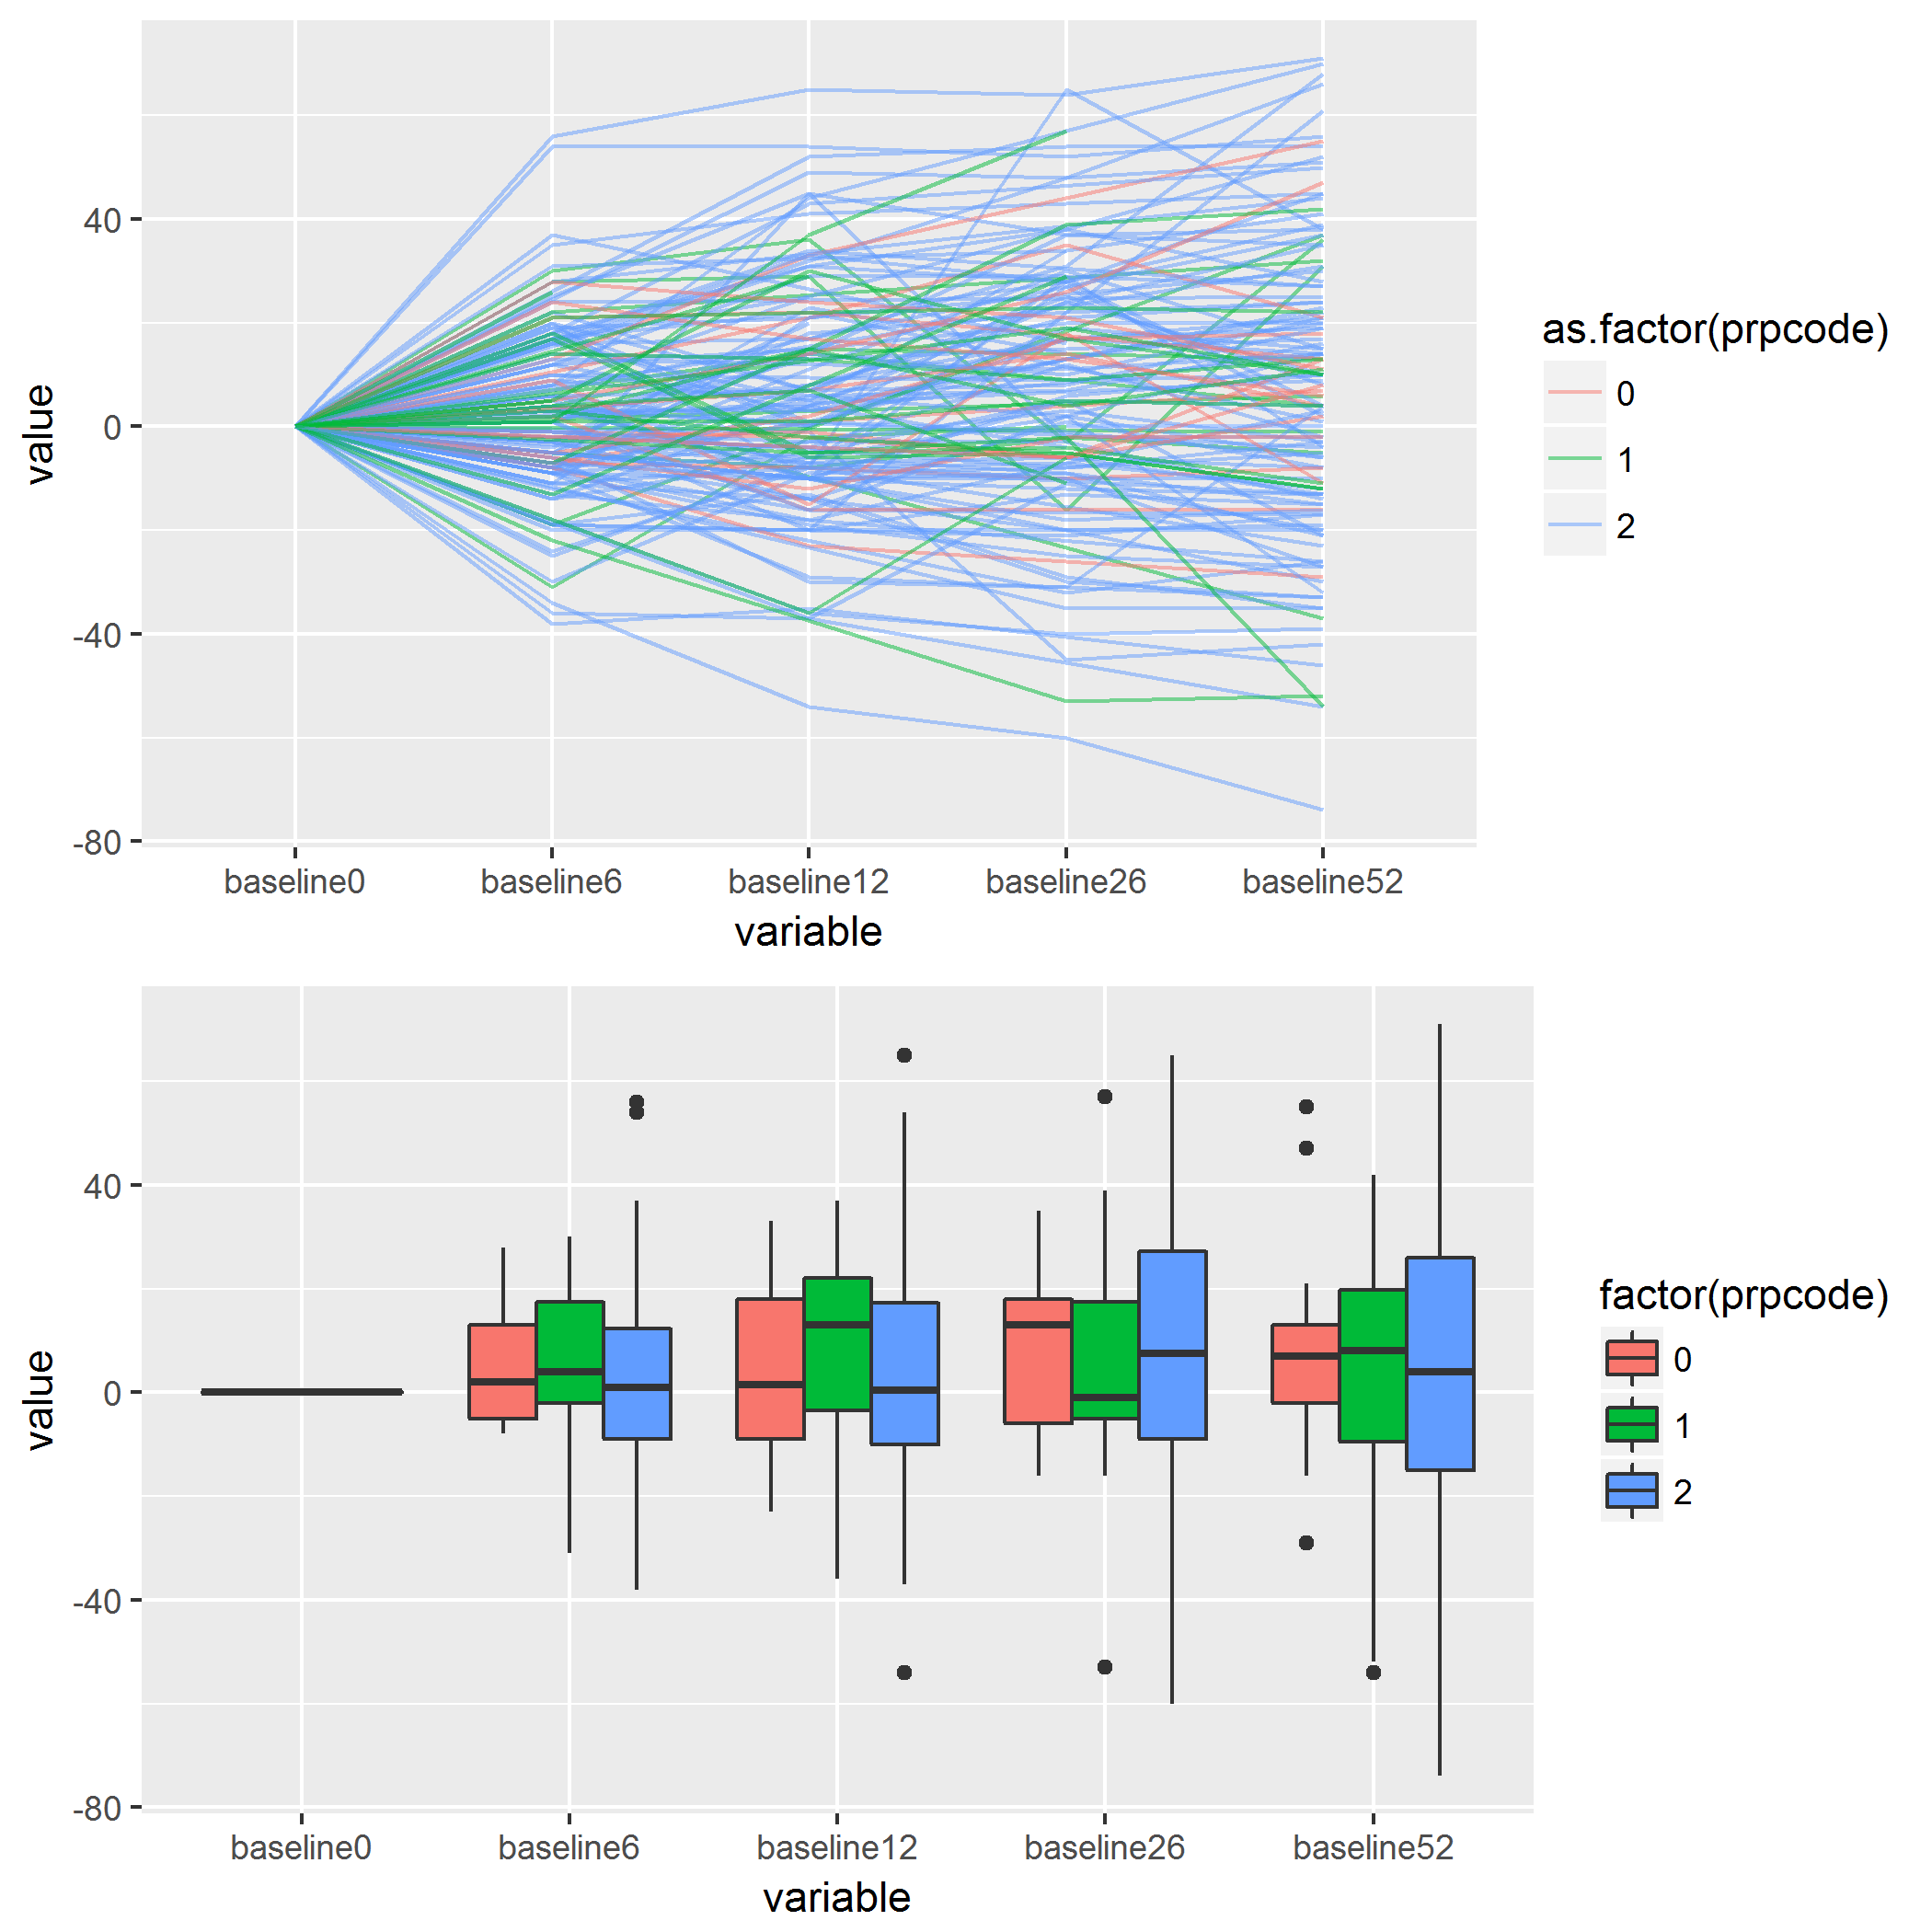 value
40
0
-40
-80
baseline0 baseline6 baseline12 baseline26 baseline52
variable
as.factor(prpcode)
0
1
2
value
40
0
-40
-80
baseline0 baseline6 baseline12 baseline26 baseline52
variable
factor(prpcode)
0
1
2